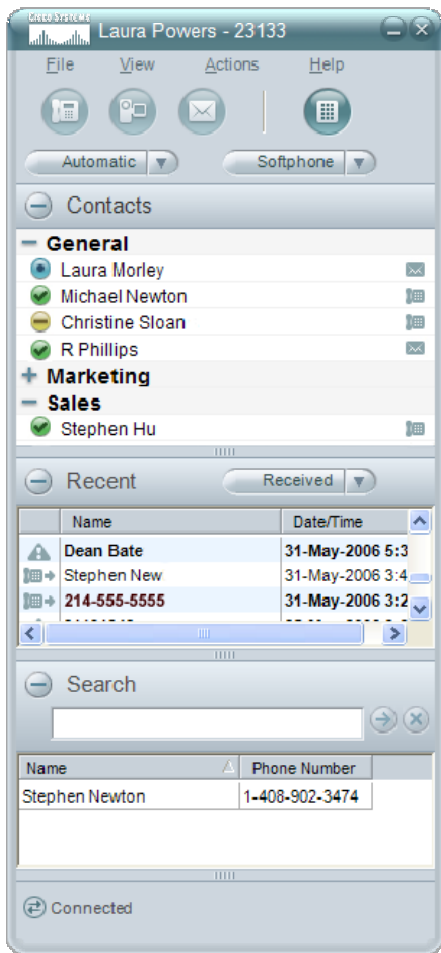 CISCO SYSTEMS
Laura Powers - 23133
File View Actions Help
Automatic Softphone
Contacts
General
Laura Morley
Michael Newton
Christine Sloan
R Phillips
Marketing
Sales
Stephen Hu
Recent Received
Name Date/Time
Dean Bate 31-May-2006 5:3
Stephen New 31-May-2006 3:4
214-555-5555 31-May-2006 3:2
Search
Name Phone Number
Stephen Newton 1-408-902-3474
Connected